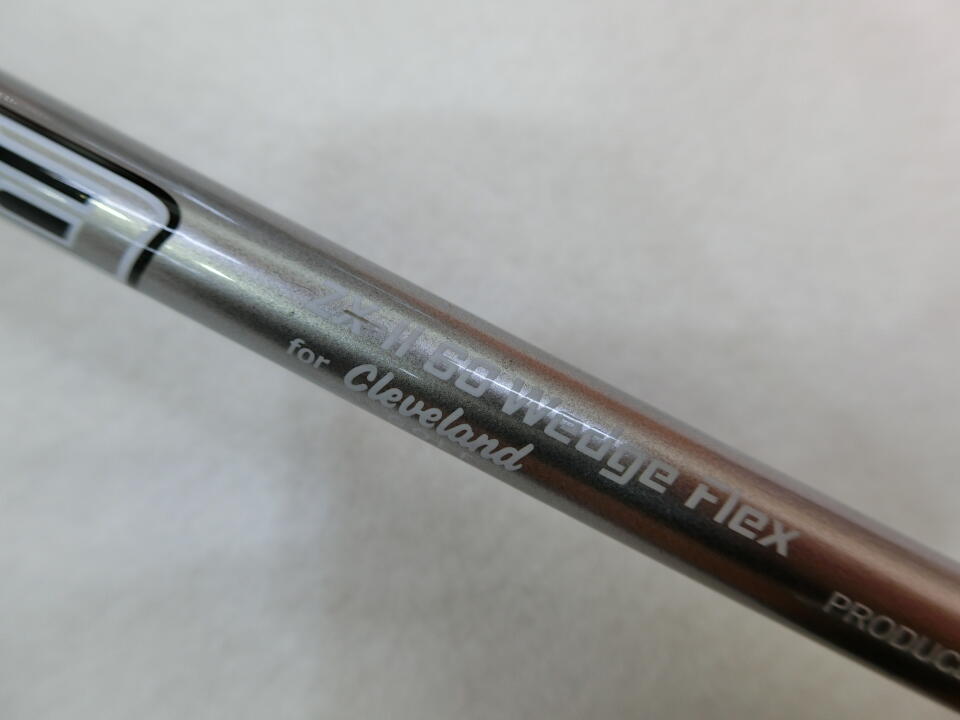 ZX-II 60 Wedge Flex
for Cleveland
PRODUC